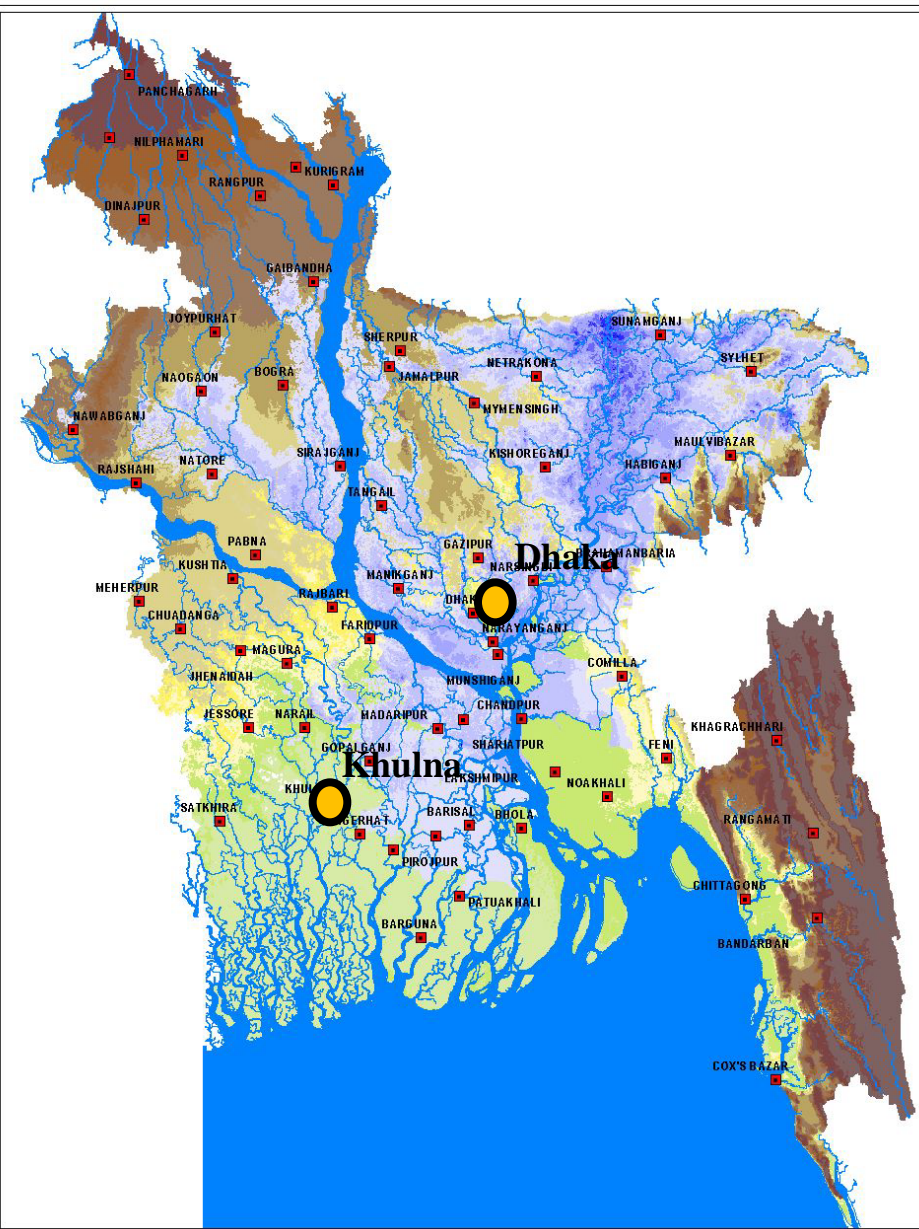 PANCHAGARH
NILPHAMARI
KURIGRAM
RANGPUR
DINAJPUR
GAIBANDHA
JOYPURHAT
SUNAMGANJ
SHERPUR
SYLHET
NETRAKONA
BOGRA
NAOGAON
JAMALPUR
MYMENSINGH
NAWABGANJ
MAULVIBAZAR
SIRAJGANJ
NATORE
KISHOREGANJ
HABIGANJ
RAJSHAHI
TANGAIL
PABNA
GAZIPUR
Dhaka
KUSHTIA
MANIKGANJ
MEHERPUR
RAJBARI
CHUADANGA
FARIDPUR
NARAYANGANJ
MAGURA
COMILLA
JHENAIDAH
MUNSHIGANJ
CHANDPUR
JESSORE
NARAIL
MADARIPUR
KHAGRACHHARI
SHARIATPUR
FENI
GOPALGANJ
Khulna
LAKSHMIPUR
NOAKHALI
SATKHIRA
BARISAL
BHOLA
RANGAMATI
PIROJPUR
CHITTAGONG
PATUAKHALI
BARGUNA
BANDARBAN
COX'S BAZAR